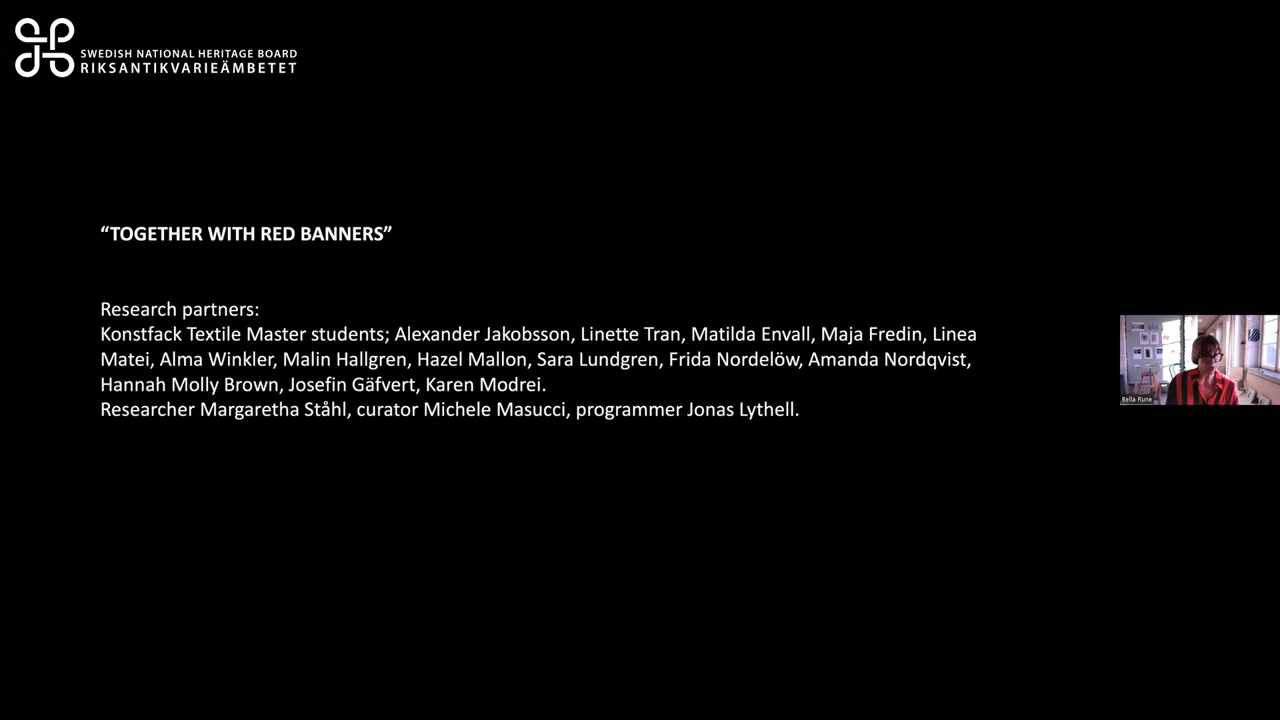 SWEDISH NATIONAL HERITAGE BOARD
RIKSANTIKVARIEÄMBETET
“TOGETHER WITH RED BANNERS”
Research partners:
Konstfack Textile Master students; Alexander Jakobsson, Linette Tran, Matilda Envall, Maja Fredin, Linea
Matei, Alma Winkler, Malin Hallgren, Hazel Mallon, Sara Lundgren, Frida Nordelöw, Amanda Nordqvist,
Hannah Molly Brown, Josefin Gäfvert, Karen Modrei.
Researcher Margaretha Ståhl, curator Michele Masucci, programmer Jonas Lythell.
Bella Rune